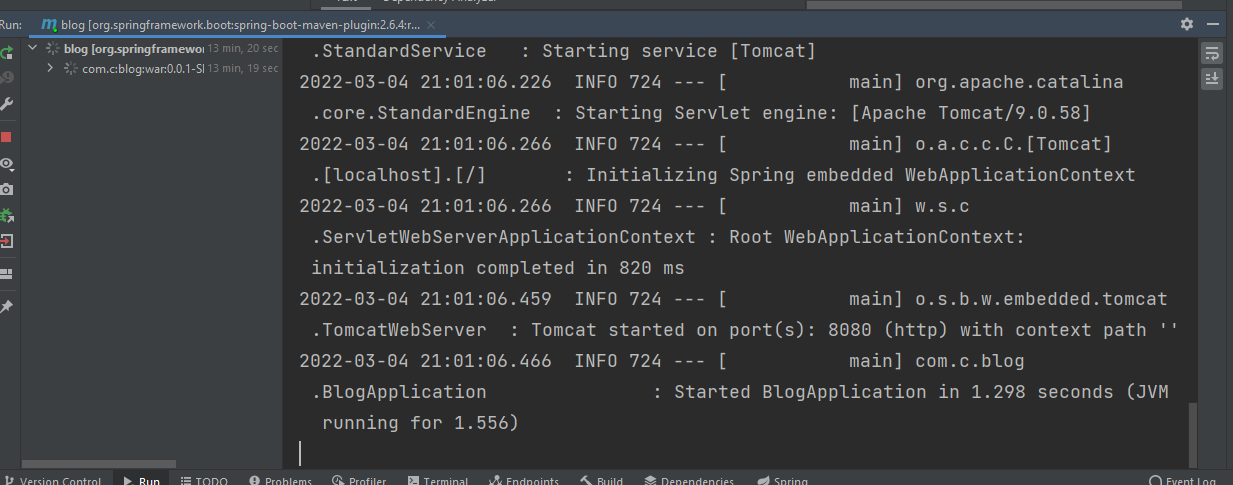 Dependency Analyzer
Run: blog [org.springframework.boot:spring-boot-maven-plugin:2.6.4:r...
blog [org.springframewo 13 min, 20 sec
com.c:blog:war:0.0.1-SI 13 min, 19 sec
.StandardService : Starting service [Tomcat]
2022-03-04 21:01:06.226 INFO 724 --- [ main] org.apache.catalina
.core.StandardEngine : Starting Servlet engine: [Apache Tomcat/9.0.58]
2022-03-04 21:01:06.266 INFO 724 --- [ main] o.a.c.c.C.[Tomcat]
.[localhost].[/] : Initializing Spring embedded WebApplicationContext
2022-03-04 21:01:06.266 INFO 724 --- [ main] w.s.c
.ServletWebServerApplicationContext : Root WebApplicationContext:
initialization completed in 820 ms
2022-03-04 21:01:06.459 INFO 724 --- [ main] o.s.b.w.embedded.tomcat
.TomcatWebServer : Tomcat started on port(s): 8080 (http) with context path ''
2022-03-04 21:01:06.466 INFO 724 --- [ main] com.c.blog
.BlogApplication : Started BlogApplication in 1.298 seconds (JVM
running for 1.556)
Version Control Run TODO Problems Profiler Terminal Endpoints Build Dependencies Spring Event Log